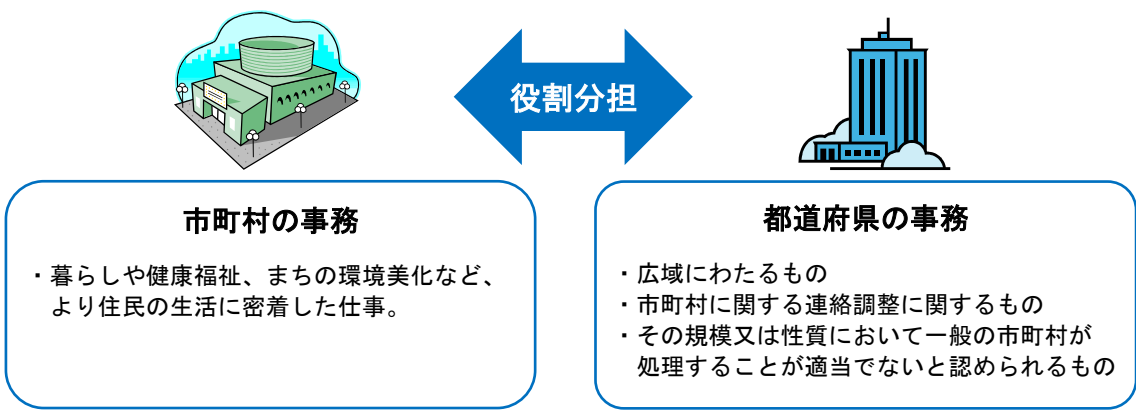 役割分担
市町村の事務
・暮らしや健康福祉、まちの環境美化など、
より住民の生活に密着した仕事。
都道府県の事務
・広域にわたるもの
・市町村に関する連絡調整に関するもの
・その規模又は性質において一般の市町村が
処理することが適当でないと認められるもの